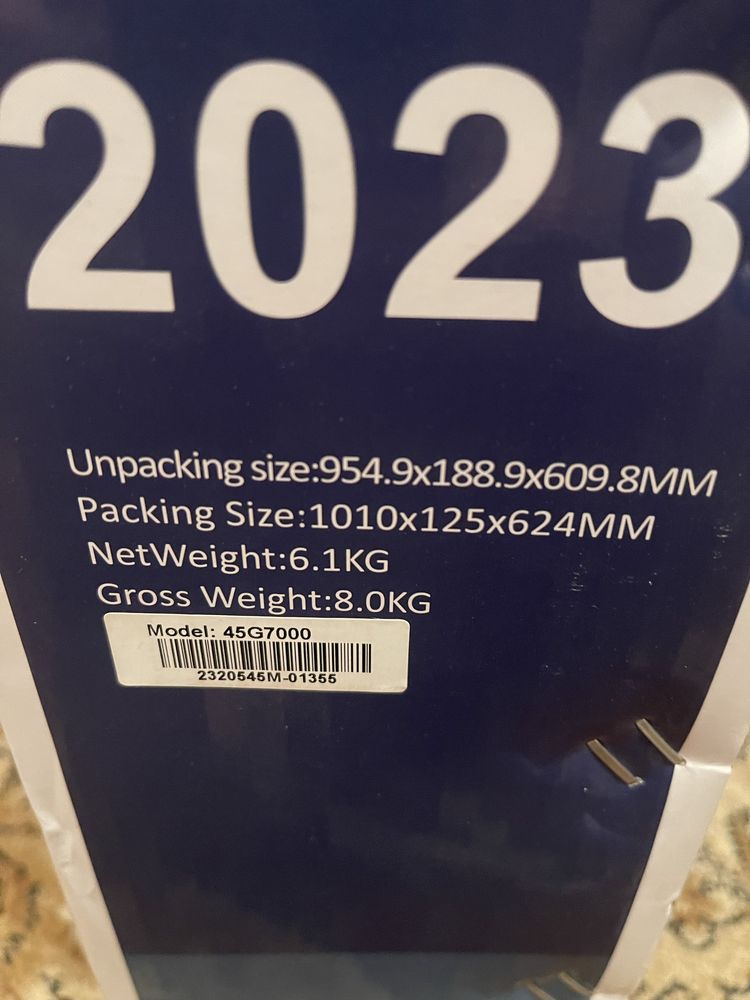 2023
Unpacking size:954.9x188.9x609.8MM
Packing Size:1010x125x624MM
NetWeight:6.1KG
Gross Weight:8.0KG
Model: 45G7000
2320545M-01355